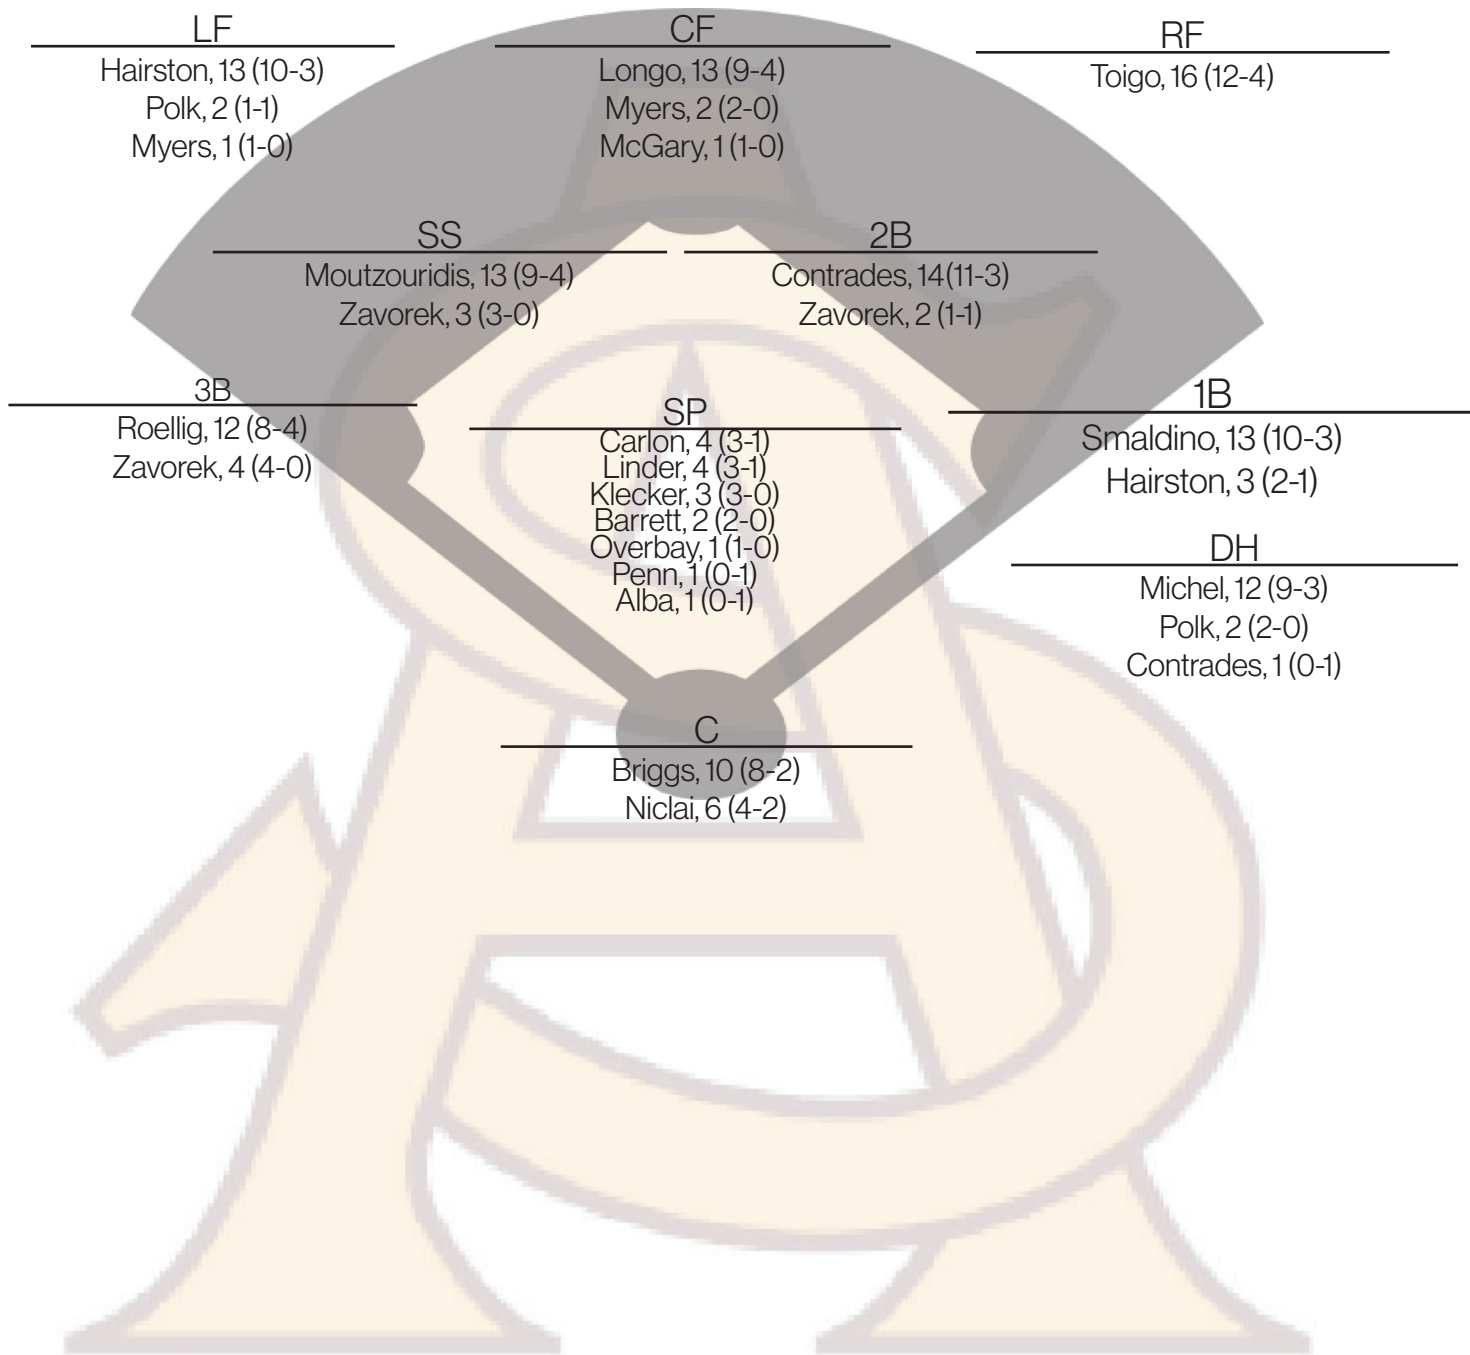 LF
Hairston, 13 (10-3)
Polk, 2 (1-1)
Myers, 1 (1-0)
CF
Longo, 13 (9-4)
Myers, 2 (2-0)
McGary, 1 (1-0)
RF
Toigo, 16 (12-4)
SS
Moutzouridis, 13 (9-4)
Zavorek, 3 (3-0)
2B
Contrades, 14(11-3)
Zavorek, 2 (1-1)
3B
Roellig, 12 (8-4)
Zavorek, 4 (4-0)
SP
Carlon, 4 (3-1)
Linder, 4 (3-1)
Klecker, 3 (3-0)
Barrett, 2 (2-0)
Overbay, 1 (1-0)
Penn, 1 (0-1)
Alba, 1 (0-1)
1B
Smaldino, 13 (10-3)
Hairston, 3 (2-1)
DH
Michel, 12 (9-3)
Polk, 2 (2-0)
Contrades, 1 (0-1)
C
Briggs, 10 (8-2)
Niclai, 6 (4-2)